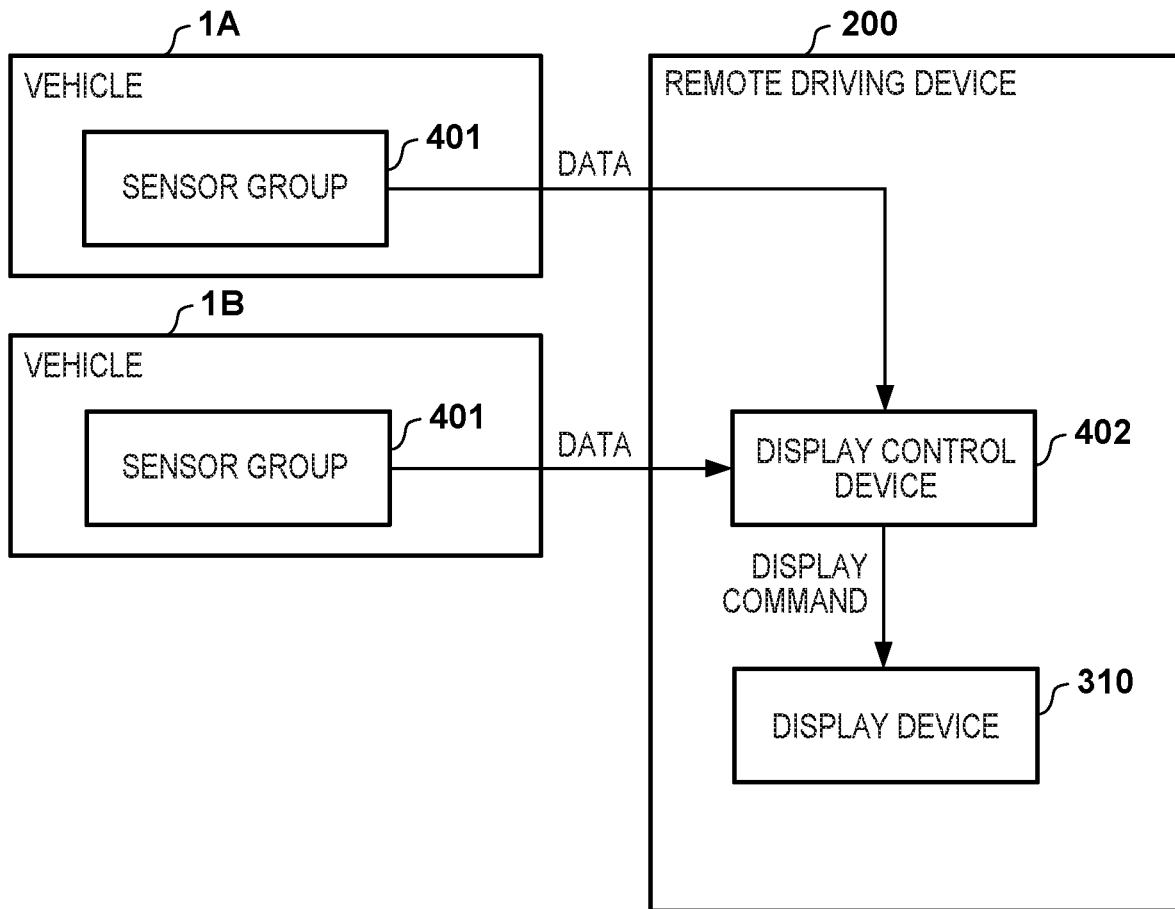 1A
VEHICLE
401
SENSOR GROUP
DATA
1B
VEHICLE
401
SENSOR GROUP
DATA
200
REMOTE DRIVING DEVICE
402
DISPLAY CONTROL
DEVICE
DISPLAY
COMMAND
310
DISPLAY DEVICE